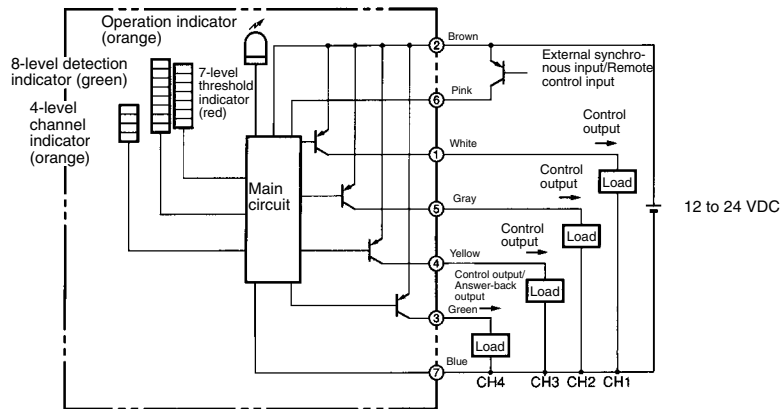 Operation indicator
(orange)
8-level detection
indicator (green)
7-level
threshold
indicator
(red)
4-level
channel
indicator
(orange)
Main
circuit
2
Brown
External synchro-
nous input/Remote
control input
6
Pink
Control
output
1
White
Load
Control
output
5
Gray
Load
12 to 24 VDC
Control
output
4
Yellow
Load
Control output/
Answer-back
output
3
Green
Load
7
Blue
CH4
CH3
CH2
CH1